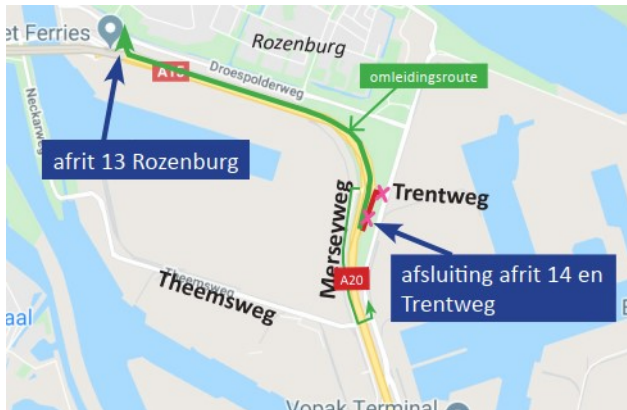 et Ferries
Rozenburg
Droespolderweg
A15
omleidingsroute
Neckarweg
afrit 13 Rozenburg
Merseyweg
Trentweg
Theemsweg
Theemsweg
A20
afsluiting afrit 14 en
Trentweg
aal
E
Vopak Terminal